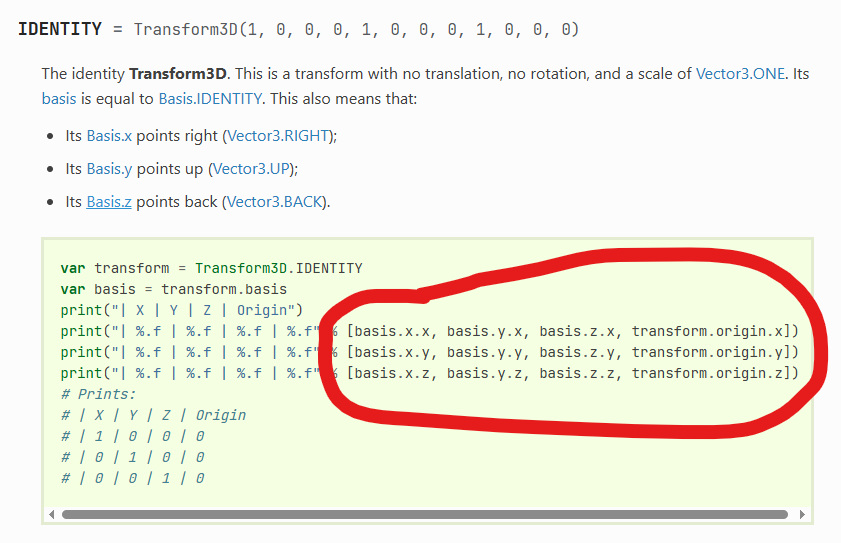 IDENTITY = Transform3D(1, 0, 0, 0, 1, 0, 0, 0, 1, 0, 0, 0)
The identity Transform3D. This is a transform with no translation, no rotation, and a scale of Vector3.ONE. Its
basis is equal to Basis.IDENTITY. This also means that:
• Its Basis.x points right (Vector3.RIGHT);
• Its Basis.y points up (Vector3.UP);
• Its Basis.z points back (Vector3.BACK).
var transform = Transform3D.IDENTITY
var basis = transform.basis
print("| X | Y | Z | Origin")
print("| %.f | %.f | %.f | %.f" % [basis.x.x, basis.y.x, basis.z.x, transform.origin.x])
print("| %.f | %.f | %.f | %.f" % [basis.x.y, basis.y.y, basis.z.y, transform.origin.y])
print("| %.f | %.f | %.f | %.f" % [basis.x.z, basis.y.z, basis.z.z, transform.origin.z])
# Prints:
# | X | Y | Z | Origin
# | 1 | 0 | 0 | 0
# | 0 | 1 | 0 | 0
# | 0 | 0 | 1 | 0